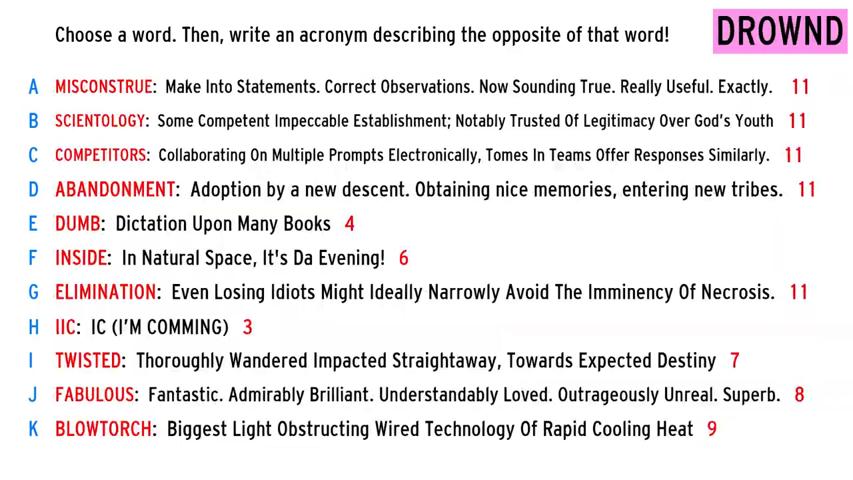 Choose a word. Then, write an acronym describing the opposite of that word!
DROWND
A MISCONSTRUE: Make Into Statements. Correct Observations. Now Sounding True. Really Useful. Exactly. 11
B SCIENTOLOGY: Some Competent Impeccable Establishment; Notably Trusted Of Legitimacy Over God's Youth 11
C COMPETITORS: Collaborating On Multiple Prompts Electronically, Tomes In Teams Offer Responses Similarly. 11
D ABANDONMENT: Adoption by a new descent. Obtaining nice memories, entering new tribes. 11
E DUMB: Dictation Upon Many Books 4
F INSIDE: In Natural Space, It's Da Evening! 6
G ELIMINATION: Even Losing Idiots Might Ideally Narrowly Avoid The Imminency Of Necrosis. 11
H IIC: IC (I'M COMMING) 3
I TWISTED: Thoroughly Wandered Impacted Straightaway, Towards Expected Destiny 7
J FABULOUS: Fantastic. Admirably Brilliant. Understandably Loved. Outrageously Unreal. Superb. 8
K BLOWTORCH: Biggest Light Obstructing Wired Technology Of Rapid Cooling Heat 9